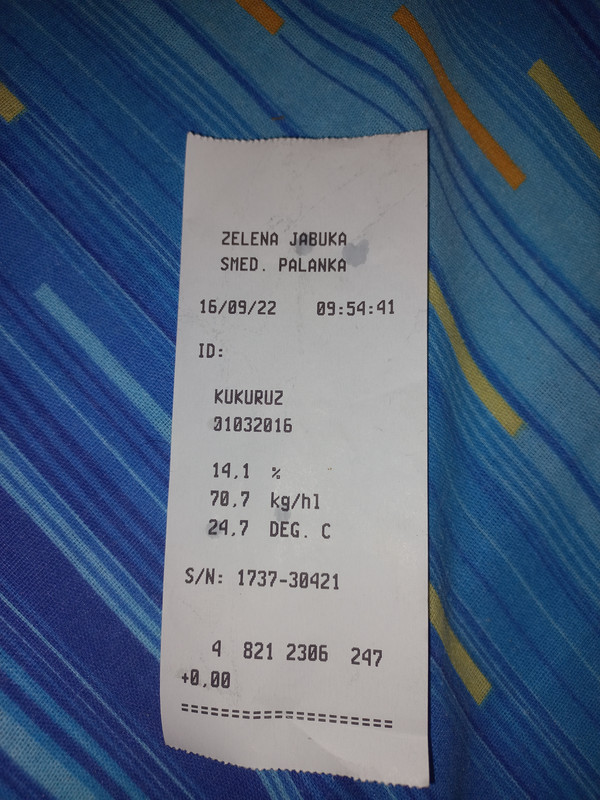 ZELENA JABUKA
SMED. PALANKA
16/09/22 09:54:41
ID:
KUKURUZ
01032016
14,1 %
70,7 kg/hl
24,7 DEG. C
S/N: 1737-30421
4 821 2306 247
+0,00
======================